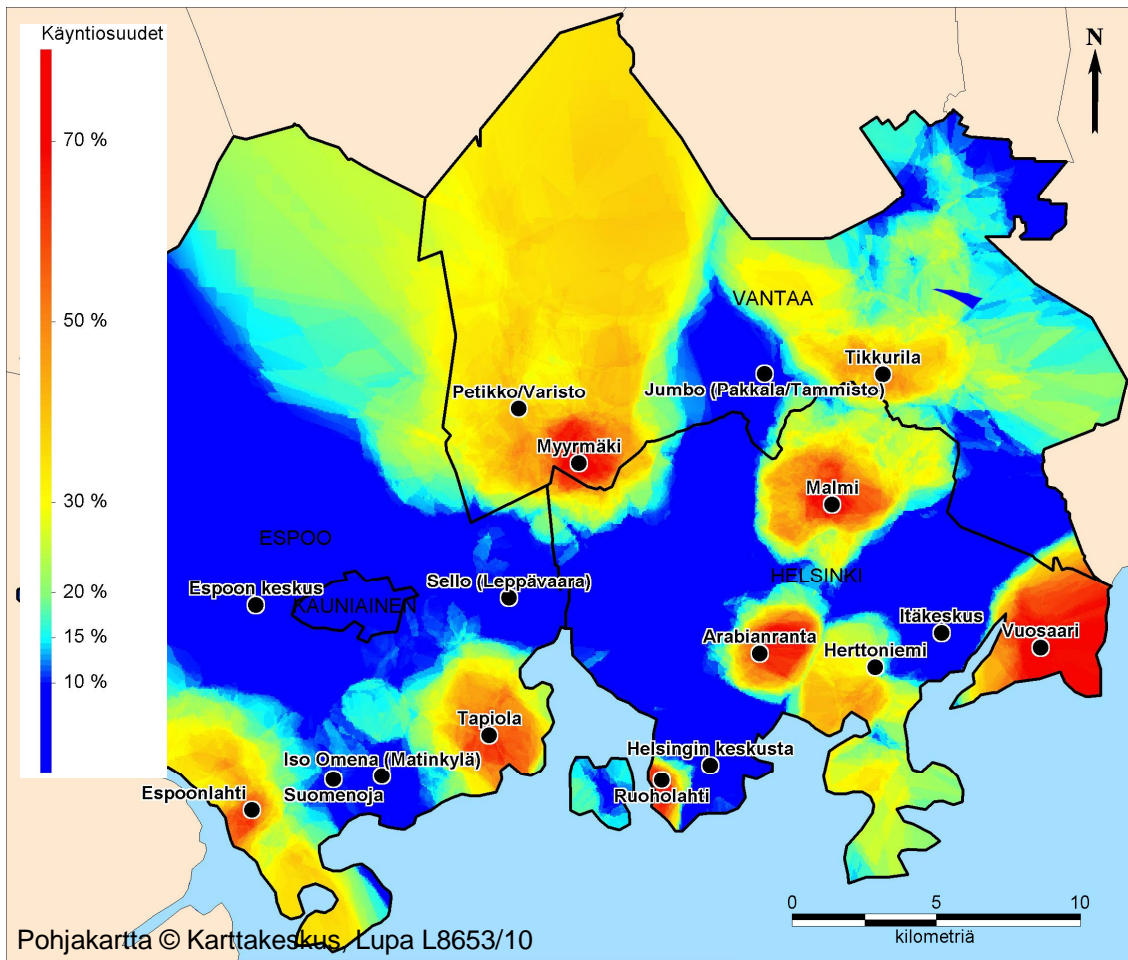 Käyntiosuudet
70 %
50 %
30 %
20 %
15 %
10 %
N
VANTAA
Tikkurila
Jumbo (Pakkala/Tammisto)
Petikko/Varisto
Myyrmäki
Malmi
ESPOO
HELSINKI
Espoon keskus
KAUNIAINEN
Sello (Leppävaara)
Itäkeskus
Arabianranta
Vuosaari
Herttoniemi
Tapiola
Iso Omena (Matinkylä)
Helsingin keskusta
Espoonlahti
Suomenoja
Ruoholahti
0 5 10
kilometriä
Pohjakartta © Karttakeskus, Lupa L8653/10